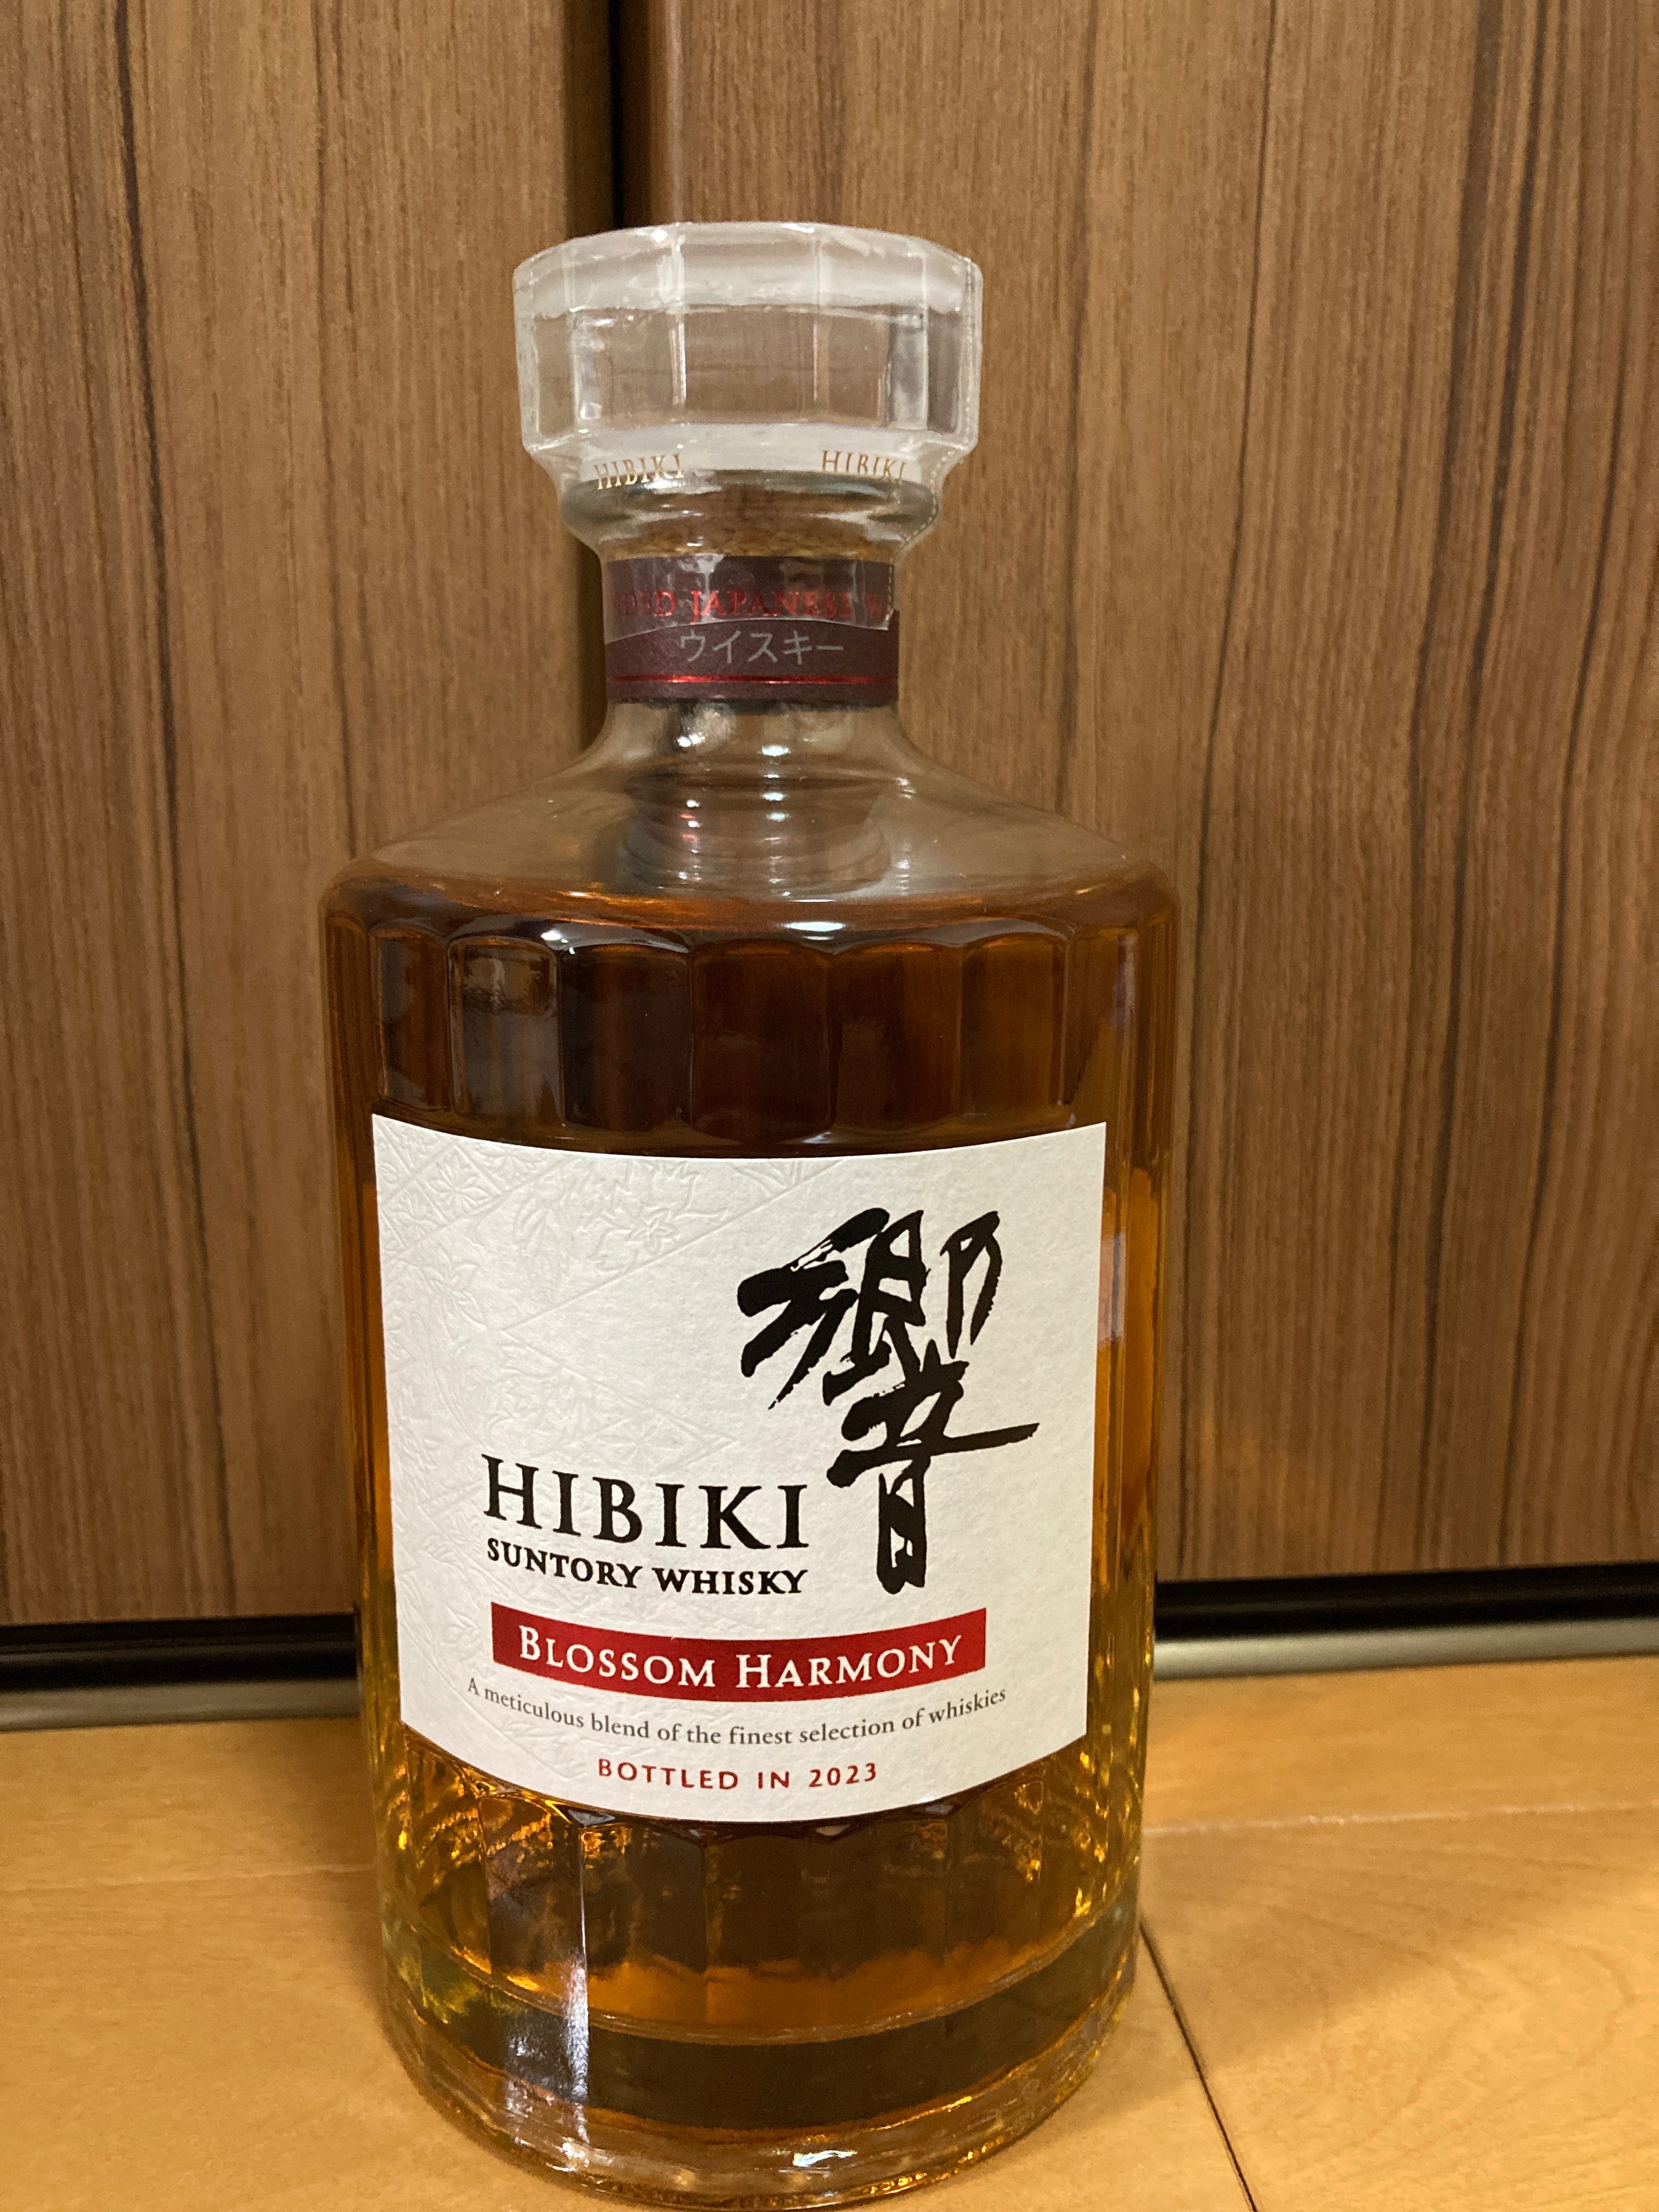 HIBIKI HIBIKI
JAPANESE
ウイスキー
響
HIBIKI
SUNTORY WHISKY
BLOSSOM HARMONY
A meticulous blend of the finest selection of whiskies
BOTTLED IN 2023